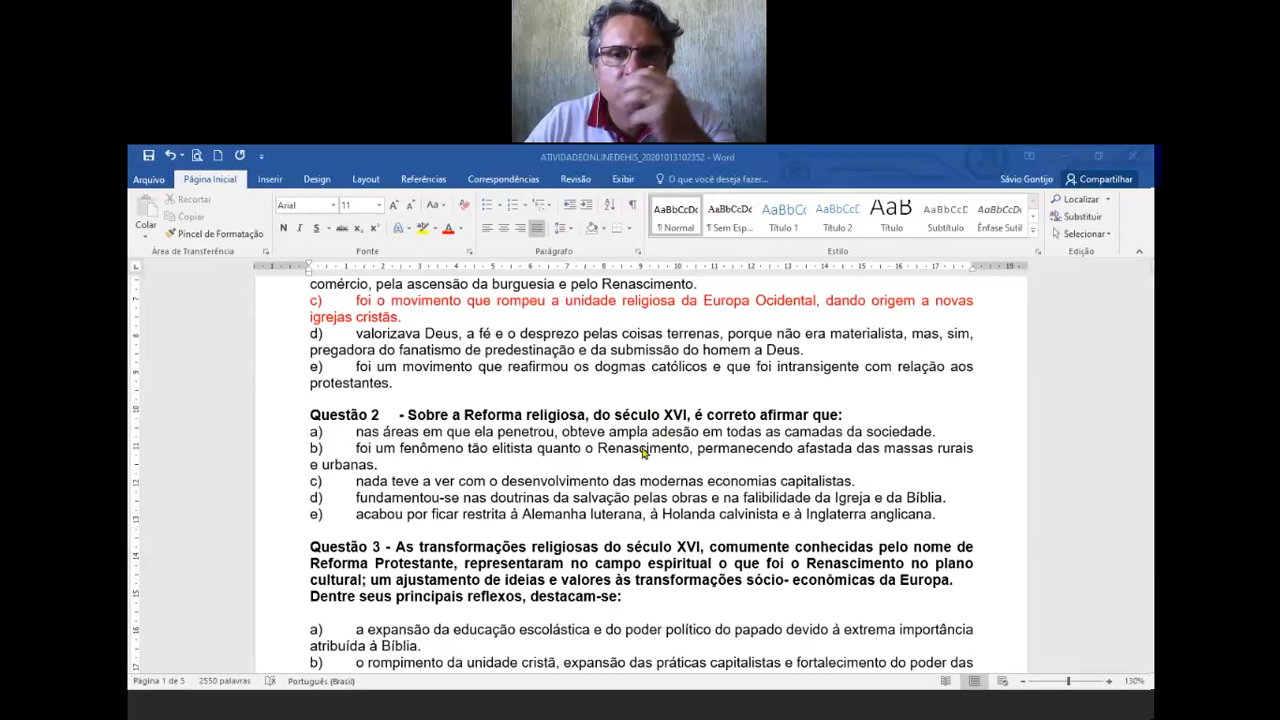 ATIVIDADEONLINEDEHIS_20201013102352 - Word
Arquivo Página Inicial Inserir Design Layout Referências Correspondências Revisão Exibir O que você deseja fazer... Sávio Gontijo Compartilhar
Recortar
Copiar
Colar
Pincel de Formatação
Área de Transferência
Arial 11
Fonte
Parágrafo
AaBbCcDc AaBbCcDc AaBbC AaBbCcC AaB AaBbCcD AaBbCcD
¶ Normal ¶ Sem Esp... Título 1 Título 2 Título Subtítulo Ênfase Sutil
Estilo
Localizar
Substituir
Selecionar
Edição
comércio, pela ascensão da burguesia e pelo Renascimento.
c) foi o movimento que rompeu a unidade religiosa da Europa Ocidental, dando origem a novas
igrejas cristãs.
d) valorizava Deus, a fé e o desprezo pelas coisas terrenas, porque não era materialista, mas, sim,
pregadora do fanatismo de predestinação e da submissão do homem a Deus.
e) foi um movimento que reafirmou os dogmas católicos e que foi intransigente com relação aos
protestantes.
Questão 2 - Sobre a Reforma religiosa, do século XVI, é correto afirmar que:
a) nas áreas em que ela penetrou, obteve ampla adesão em todas as camadas da sociedade.
b) foi um fenômeno tão elitista quanto o Renascimento, permanecendo afastada das massas rurais
e urbanas.
c) nada teve a ver com o desenvolvimento das modernas economias capitalistas.
d) fundamentou-se nas doutrinas da salvação pelas obras e na falibilidade da Igreja e da Bíblia.
e) acabou por ficar restrita à Alemanha luterana, à Holanda calvinista e à Inglaterra anglicana.
Questão 3 - As transformações religiosas do século XVI, comumente conhecidas pelo nome de
Reforma Protestante, representaram no campo espiritual o que foi o Renascimento no plano
cultural; um ajustamento de ideias e valores às transformações sócio- econômicas da Europa.
Dentre seus principais reflexos, destacam-se:
a) a expansão da educação escolástica e do poder político do papado devido à extrema importância
atribuída à Bíblia.
b) o rompimento da unidade cristã, expansão das práticas capitalistas e fortalecimento do poder das
Página 1 de 5 2550 palavras Português (Brasil) 130%